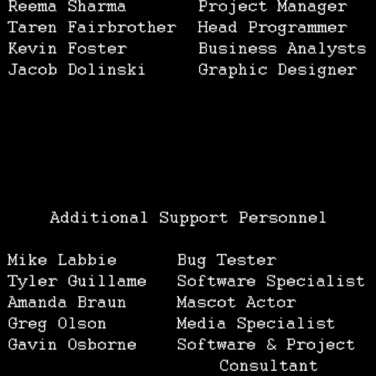 Reema Sharma Project Manager
Taren Fairbrother Head Programmer
Kevin Foster Business Analysts
Jacob Dolinski Graphic Designer
Additional Support Personnel
Mike Labbie Bug Tester
Tyler Guillame Software Specialist
Amanda Braun Mascot Actor
Greg Olson Media Specialist
Gavin Osborne Software & Project
Consultant